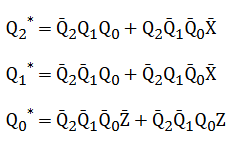 Q₂* = Q̄₂Q₁Q₀ + Q₂Q̄₁Q̄₀X̄
Q₁* = Q̄₂Q̄₁Q₀ + Q̄₂Q₁Q̄₀X̄
Q₀* = Q̄₂Q̄₁Q̄₀Z̄ + Q̄₂Q̄₁Q₀Z